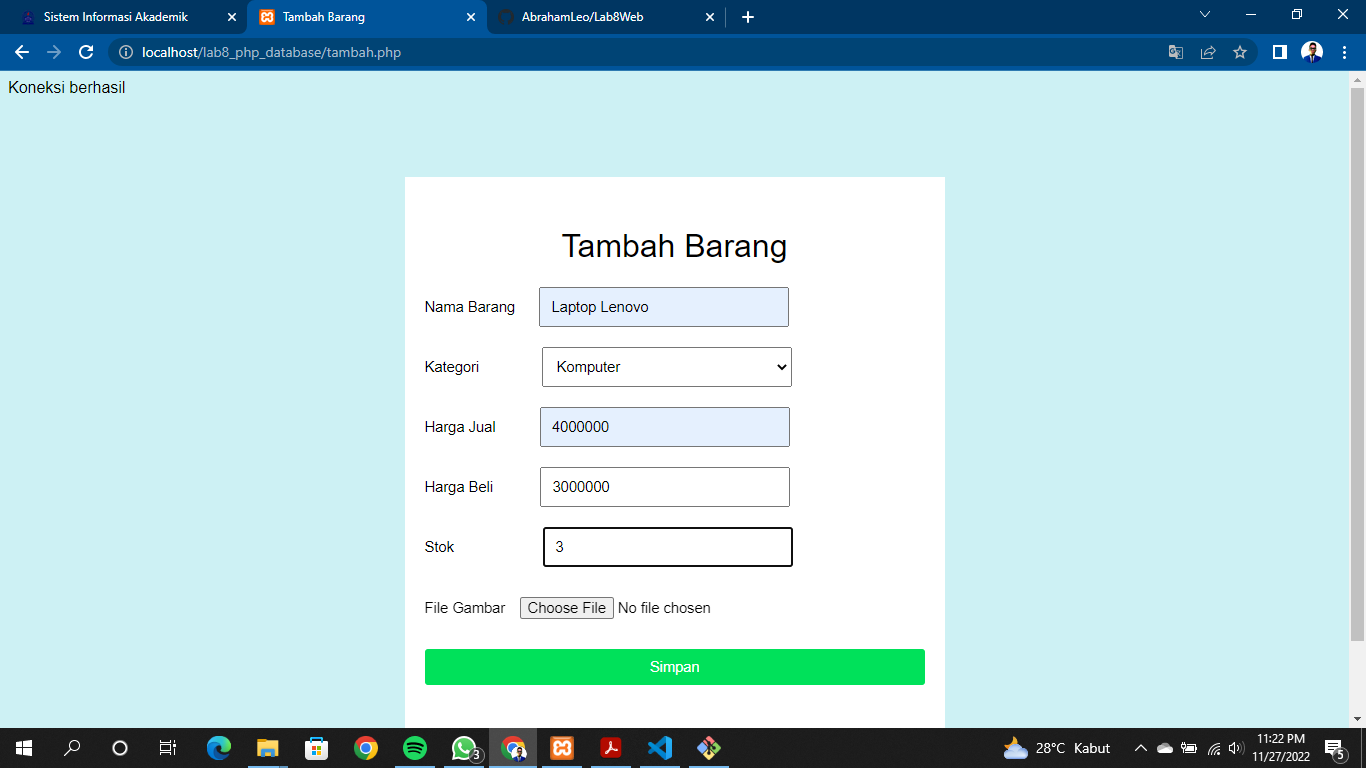 Sistem Informasi Akademik
Tambah Barang
AbrahamLeo/Lab8Web
localhost/lab8_php_database/tambah.php
Koneksi berhasil
Tambah Barang
Nama Barang Laptop Lenovo
Kategori Komputer
Harga Jual 4000000
Harga Beli 3000000
Stok 3
File Gambar Choose File No file chosen
Simpan
3
28°C Kabut
11:22 PM
11/27/2022
5